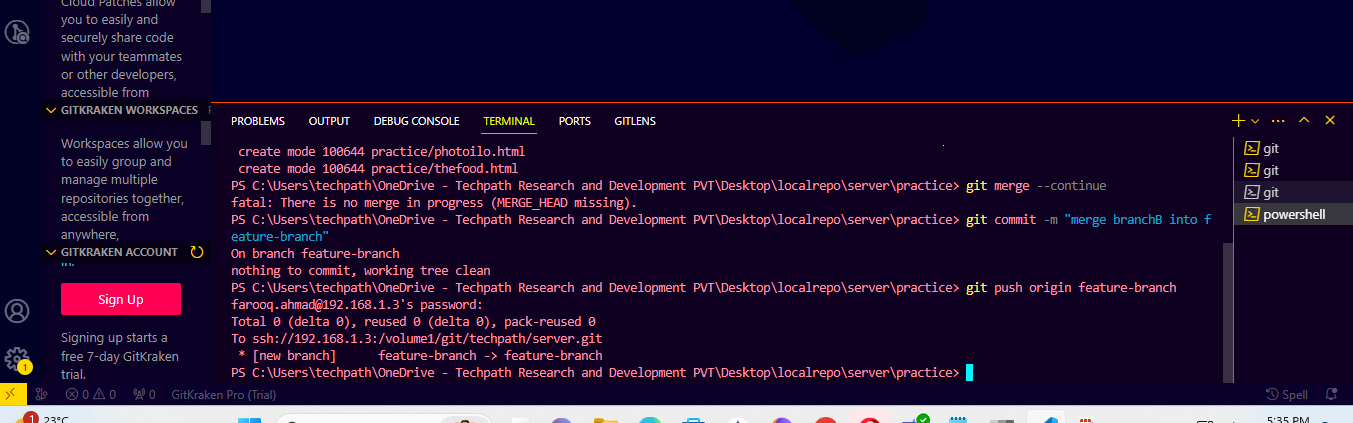 Cloud Patches allow
you to easily and
securely share code
with your teammates
or other developers,
accessible from
GITKRAKEN WORKSPACES
Workspaces allow you
to easily group and
manage multiple
repositories together,
accessible from
anywhere,
GITKRAKEN ACCOUNT
Sign Up
Signing up starts a
free 7-day GitKraken
trial.
PROBLEMS OUTPUT DEBUG CONSOLE TERMINAL PORTS GITLENS
create mode 100644 practice/photoilo.html
create mode 100644 practice/thefood.html
PS C:\Users\techpath\OneDrive - Techpath Research and Development PVT\Desktop\localrepo\server\practice> git merge --continue
fatal: There is no merge in progress (MERGE_HEAD missing).
PS C:\Users\techpath\OneDrive - Techpath Research and Development PVT\Desktop\localrepo\server\practice> git commit -m "merge branchB into f
eature-branch"
On branch feature-branch
nothing to commit, working tree clean
PS C:\Users\techpath\OneDrive - Techpath Research and Development PVT\Desktop\localrepo\server\practice> git push origin feature-branch
farooq.ahmad@192.168.1.3's password:
Total 0 (delta 0), reused 0 (delta 0), pack-reused 0
To ssh://192.168.1.3:/volume1/git/techpath/server.git
* [new branch] feature-branch -> feature-branch
PS C:\Users\techpath\OneDrive - Techpath Research and Development PVT\Desktop\localrepo\server\practice>
git
git
git
powershell
1
0 0 0 GitKraken Pro (Trial) Spell
1 23°C 5:35 PM